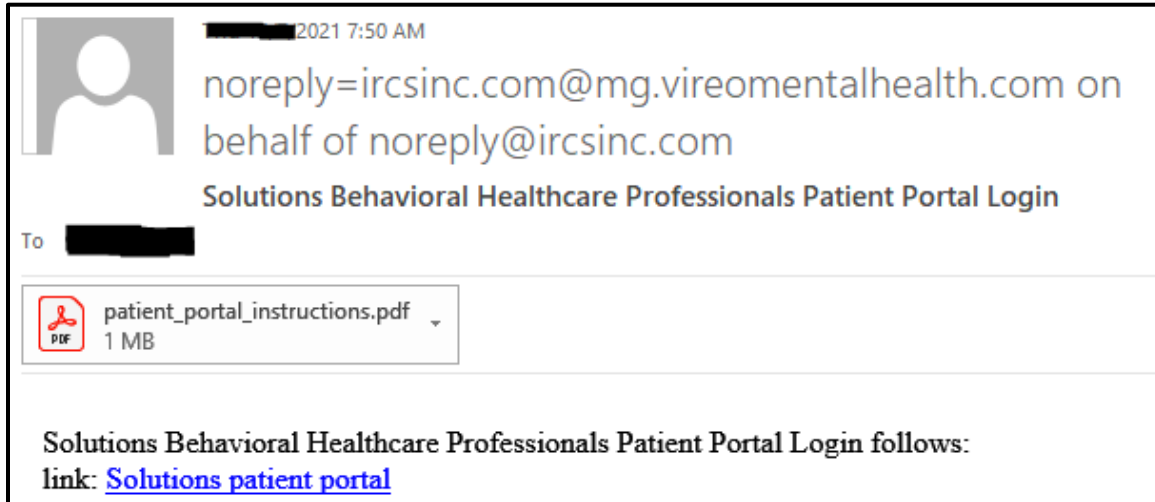 2021 7:50 AM
noreply=ircsinc.com@mg.vireomentalhealth.com on
behalf of noreply@ircsinc.com
Solutions Behavioral Healthcare Professionals Patient Portal Login
To
patient_portal_instructions.pdf
PDF
1 MB
Solutions Behavioral Healthcare Professionals Patient Portal Login follows:
link: Solutions patient portal